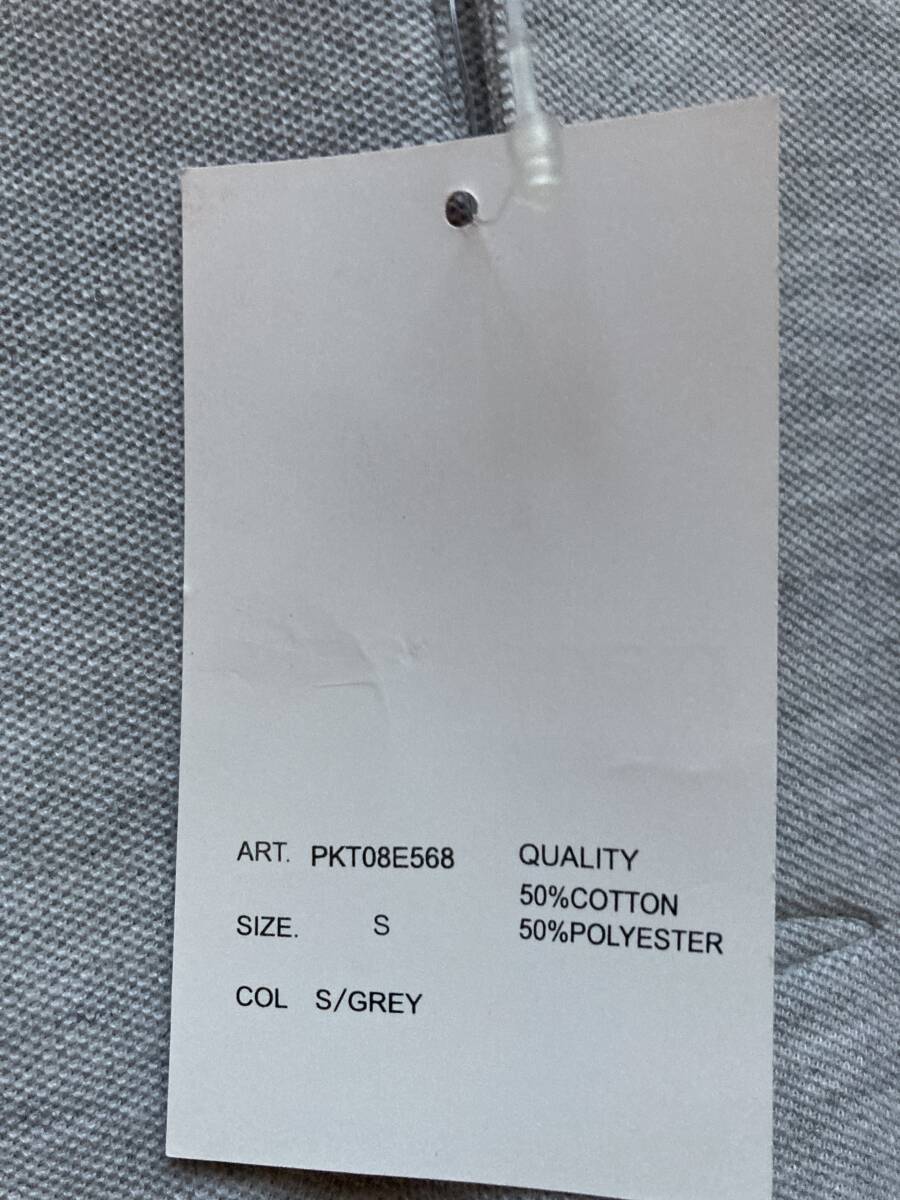 ART. PKT08E568
SIZE. S
COL S/GREY
QUALITY
50%COTTON
50%POLYESTER